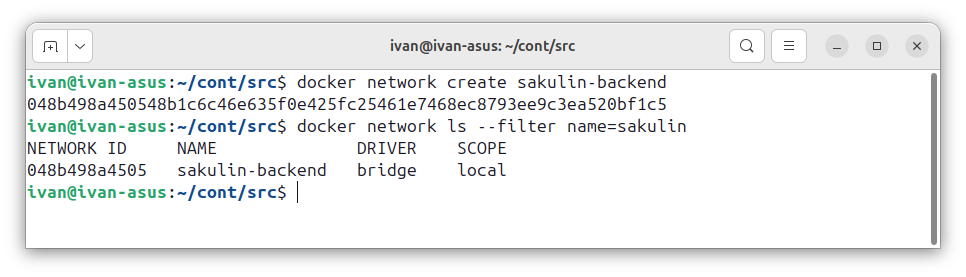 ivan@ivan-asus: ~/cont/src
ivan@ivan-asus:~/cont/src$ docker network create sakulin-backend
048b498a450548b1c6c46e635f0e425fc25461e7468ec8793ee9c3ea520bf1c5
ivan@ivan-asus:~/cont/src$ docker network ls --filter name=sakulin
NETWORK ID     NAME              DRIVER    SCOPE
048b498a4505   sakulin-backend   bridge    local
ivan@ivan-asus:~/cont/src$